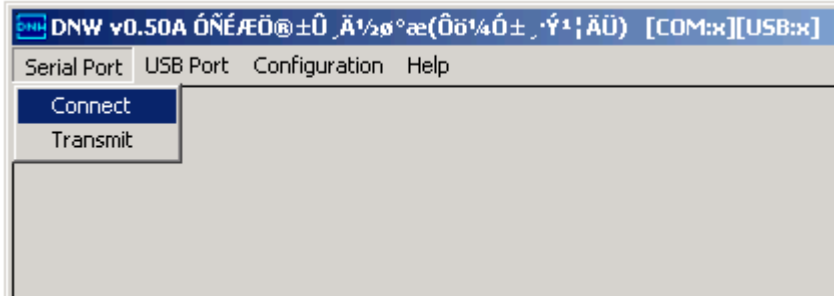 DNW v0.50A ÓÑÉÆÖ®±Û¸Ä½ø°æ(Ôö¼Ó±¸·Ý¹¦ÄÜ) [COM:x][USB:x]
Serial Port USB Port Configuration Help
Connect
Transmit